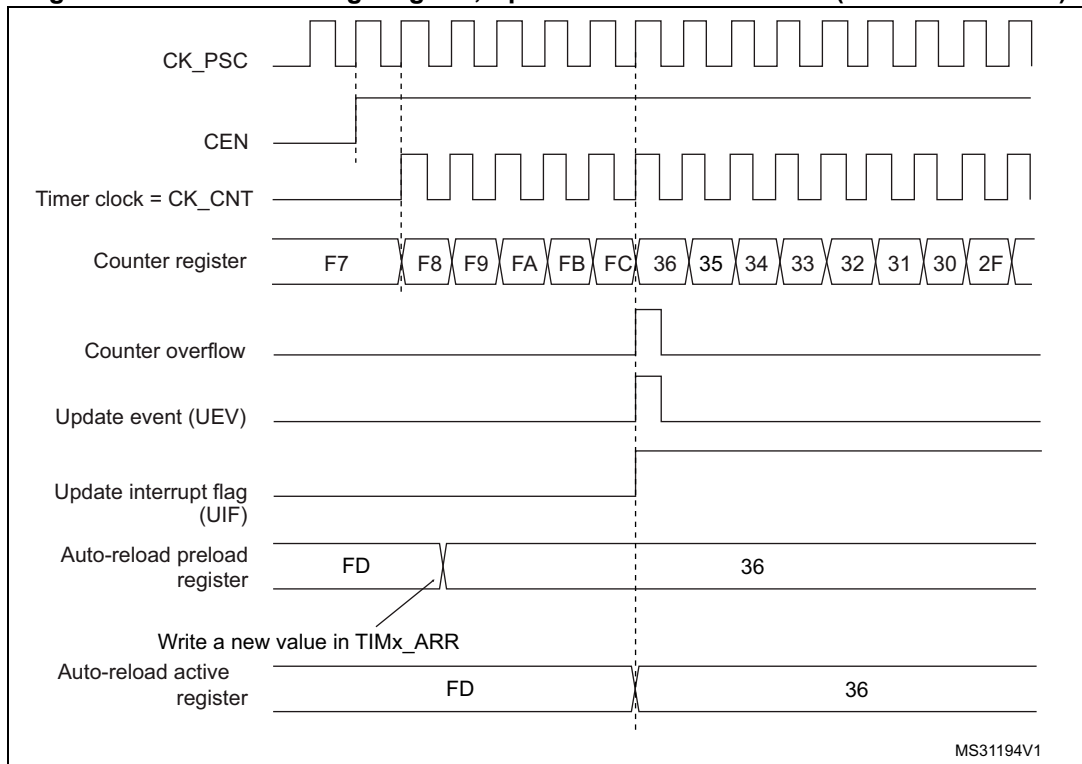 CK_PSC
CEN
Timer clock = CK_CNT
Counter register
F7 F8 F9 FA FB FC 36 35 34 33 32 31 30 2F
Counter overflow
Update event (UEV)
Update interrupt flag
(UIF)
Auto-reload preload
register
FD 36
Write a new value in TIMx_ARR
Auto-reload active
register
FD 36
MS31194V1